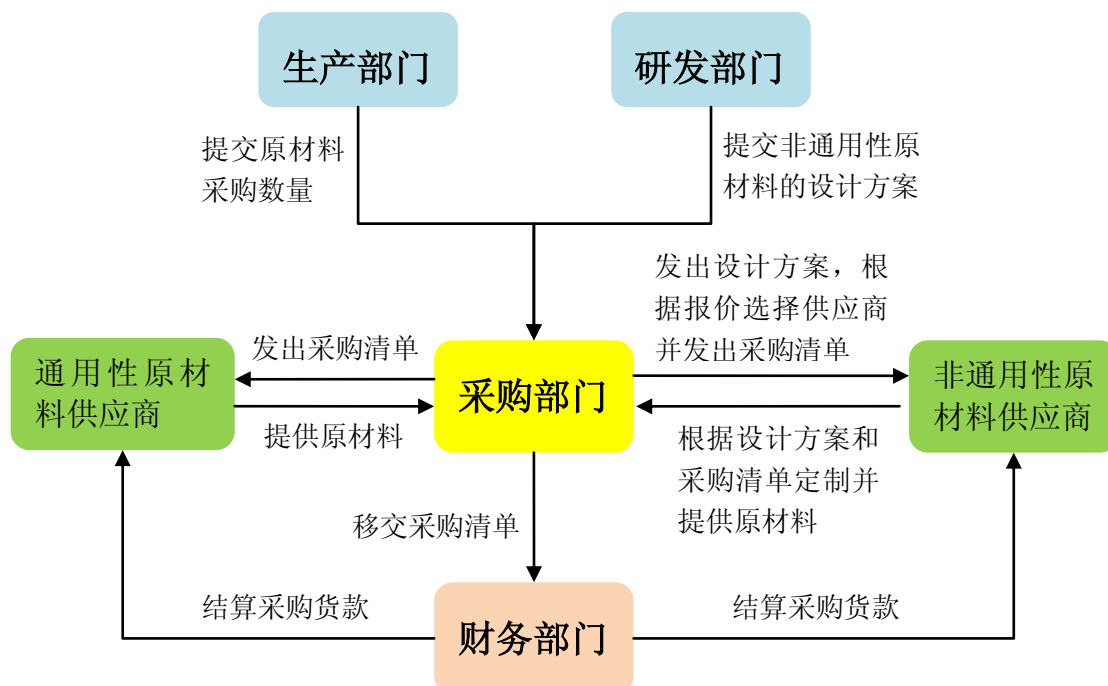 生产部门
研发部门
提交原材料
采购数量
提交非通用性原
材料的设计方案
发出设计方案，根
据报价选择供应商
并发出采购清单
发出采购清单
通用性原材
料供应商
采购部门
非通用性原
材料供应商
提供原材料
根据设计方案和
采购清单定制并
提供原材料
移交采购清单
结算采购货款
财务部门
结算采购货款